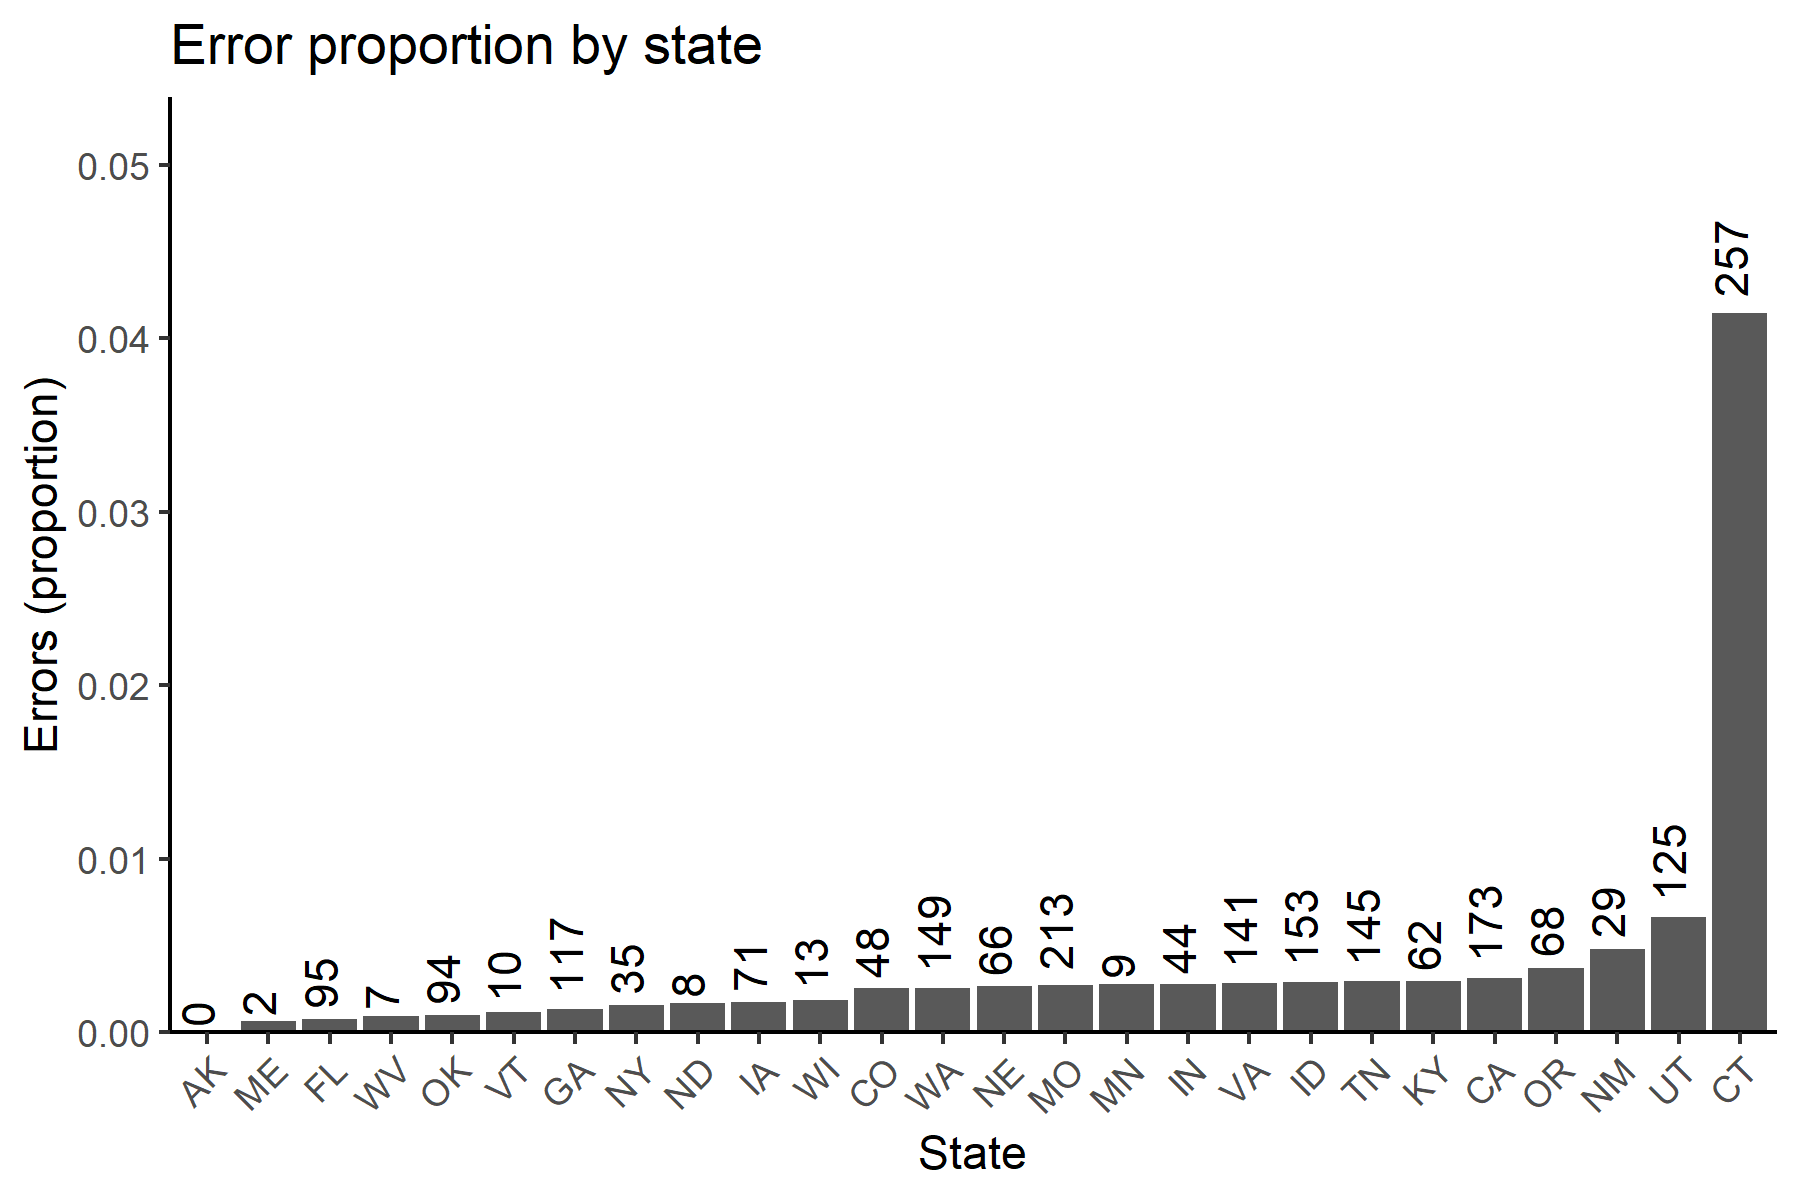 Error proportion by state
Errors (proportion)
0.05
0.04
0.03
0.02
0.01
0.00
0 2 95 7 94 10 117 35 8 71 13 48 149 66 213 9 44 141 153 145 62 173 68 29 125 257
AK ME FL WV OK VT GA NY ND IA WI CO WA NE MO MN IN VA ID TN KY CA OR NM UT CT
State